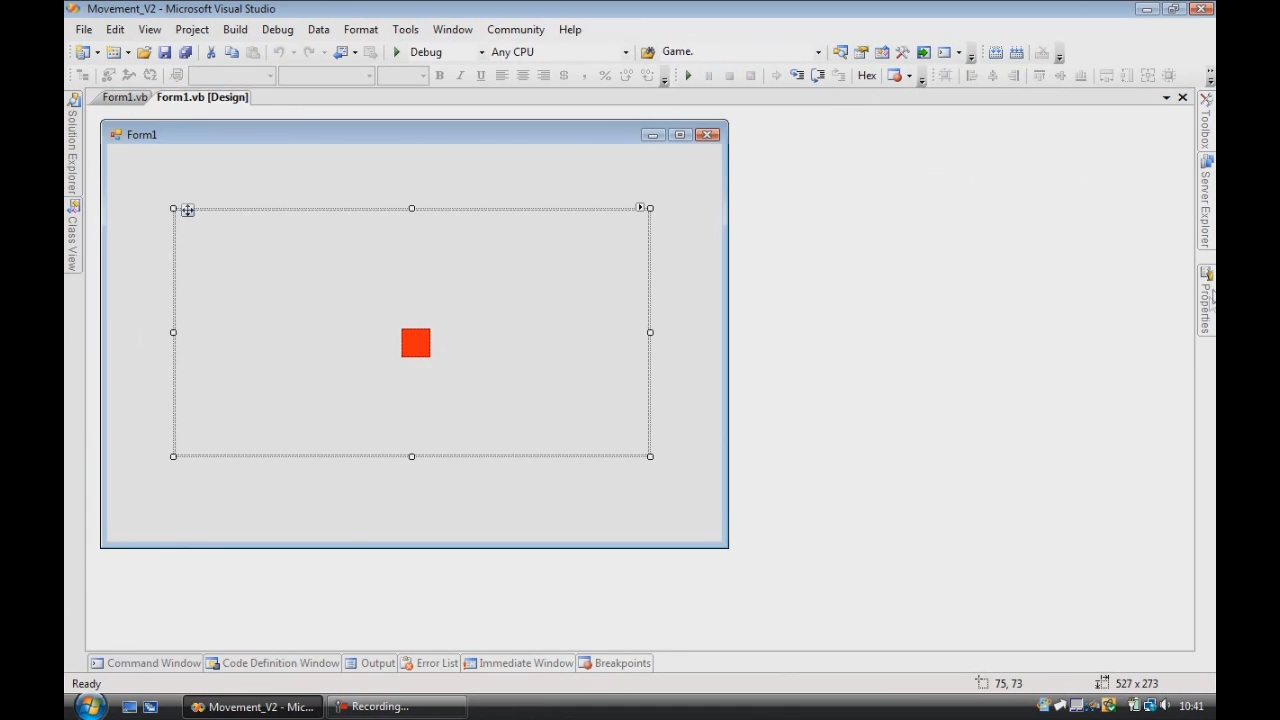 Movement_V2 - Microsoft Visual Studio
File Edit View Project Build Debug Data Format Tools Window Community Help
Debug Any CPU Game.
Hex
Form1.vb Form1.vb [Design]
Solution Explorer
Class View
Form1
Toolbox
Server Explorer
Properties
Command Window Code Definition Window Output Error List Immediate Window Breakpoints
Ready 75, 73 527 x 273
Movement_V2 - Mic... Recording... 10:41